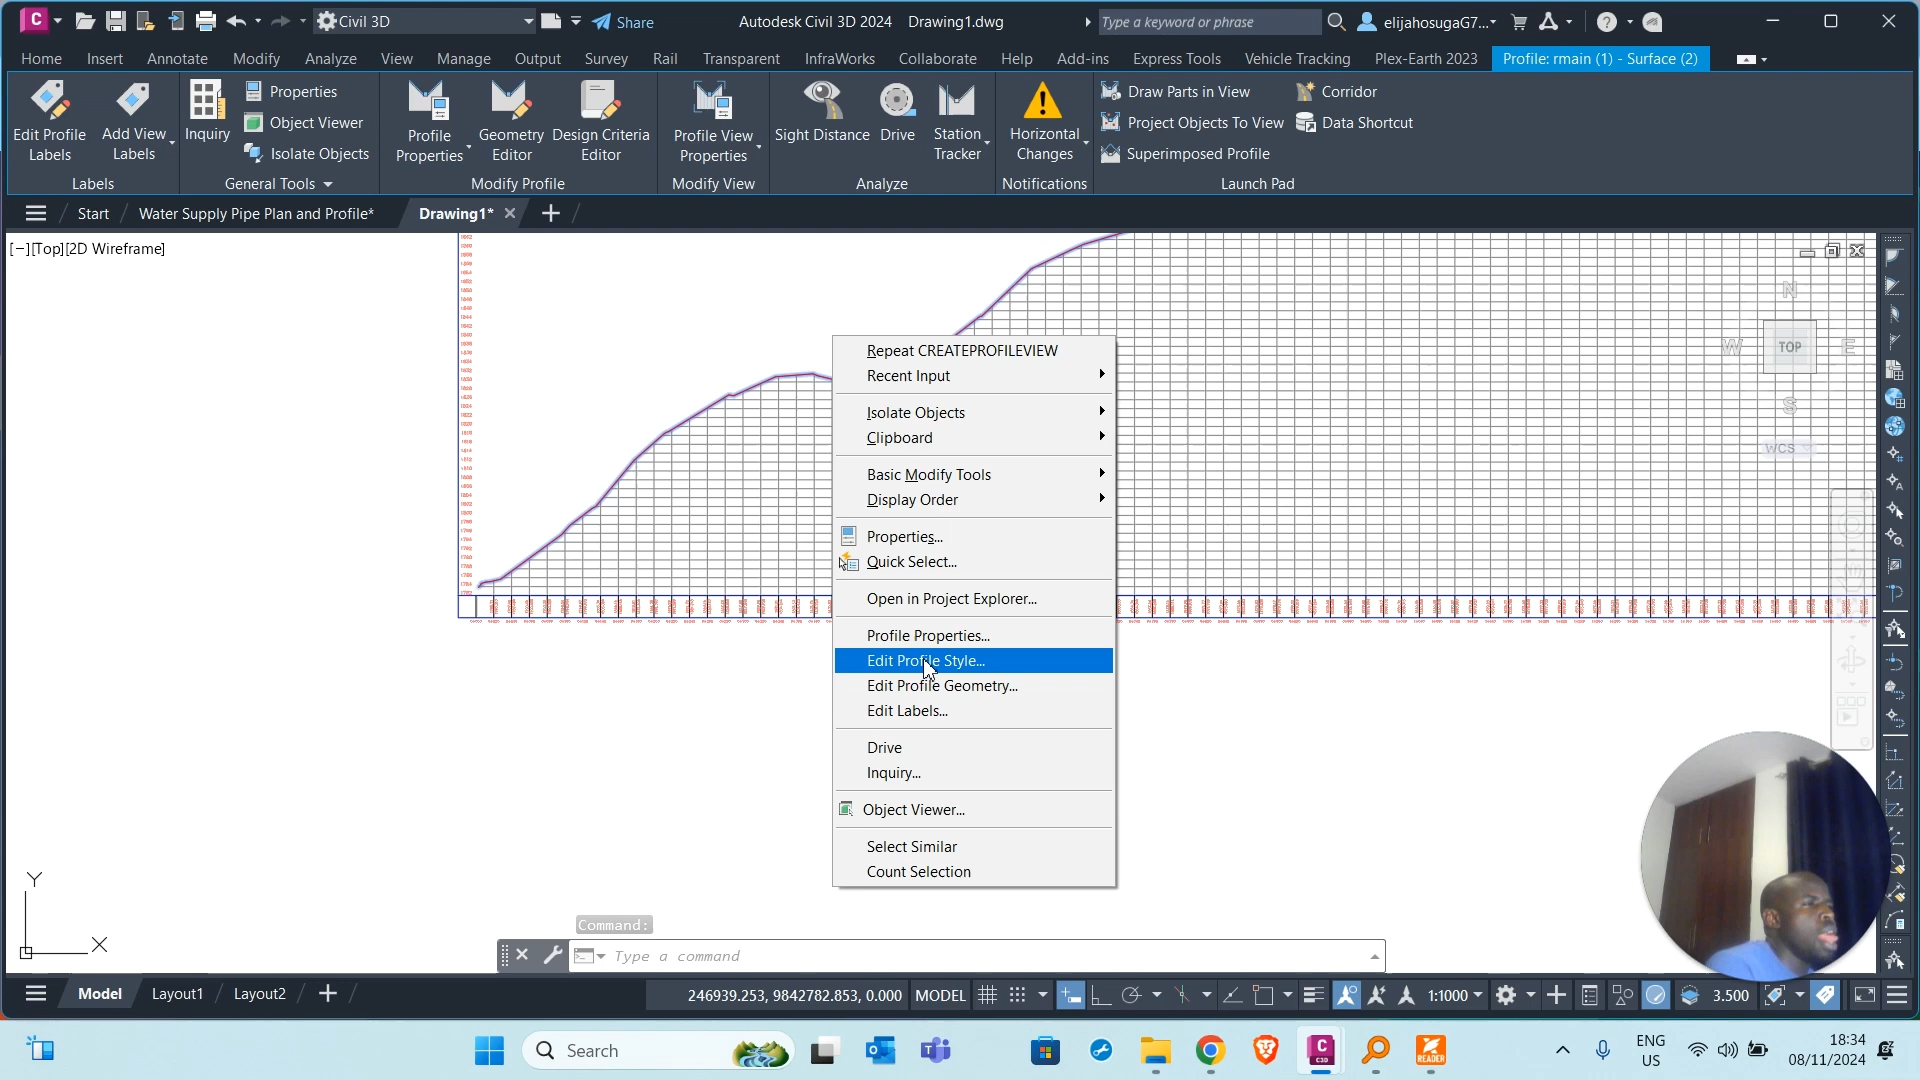 Civil 3D
Share
Autodesk Civil 3D 2024 Drawing1.dwg
Type a keyword or phrase
elijahosugaG7...
Home Insert Annotate Modify Analyze View Manage Output Survey Rail Transparent InfraWorks Collaborate Help Add-ins Express Tools Vehicle Tracking Plex-Earth 2023 Profile: rmain (1) - Surface (2)
Edit Profile Labels
Add View Labels
Inquiry
Properties
Object Viewer
Isolate Objects
Profile Properties
Geometry Editor
Design Criteria Editor
Profile View Properties
Sight Distance
Drive
Station Tracker
Horizontal Changes
Draw Parts in View
Project Objects To View
Superimposed Profile
Corridor
Data Shortcut
Labels General Tools Modify Profile Modify View Analyze Notifications Launch Pad
Start Water Supply Pipe Plan and Profile* Drawing1*
[−][Top][2D Wireframe]
N
W TOP E
S
WCS
Repeat CREATEPROFILEVIEW
Recent Input
Isolate Objects
Clipboard
Basic Modify Tools
Display Order
Properties...
Quick Select...
Open in Project Explorer...
Profile Properties...
Edit Profile Style...
Edit Profile Geometry...
Edit Labels...
Drive
Inquiry...
Object Viewer...
Select Similar
Count Selection
Y
X
Command:
Type a command
Model Layout1 Layout2
246939.253, 9842782.853, 0.000 MODEL 1:1000 3.500
Search
ENG
US
18:34
08/11/2024